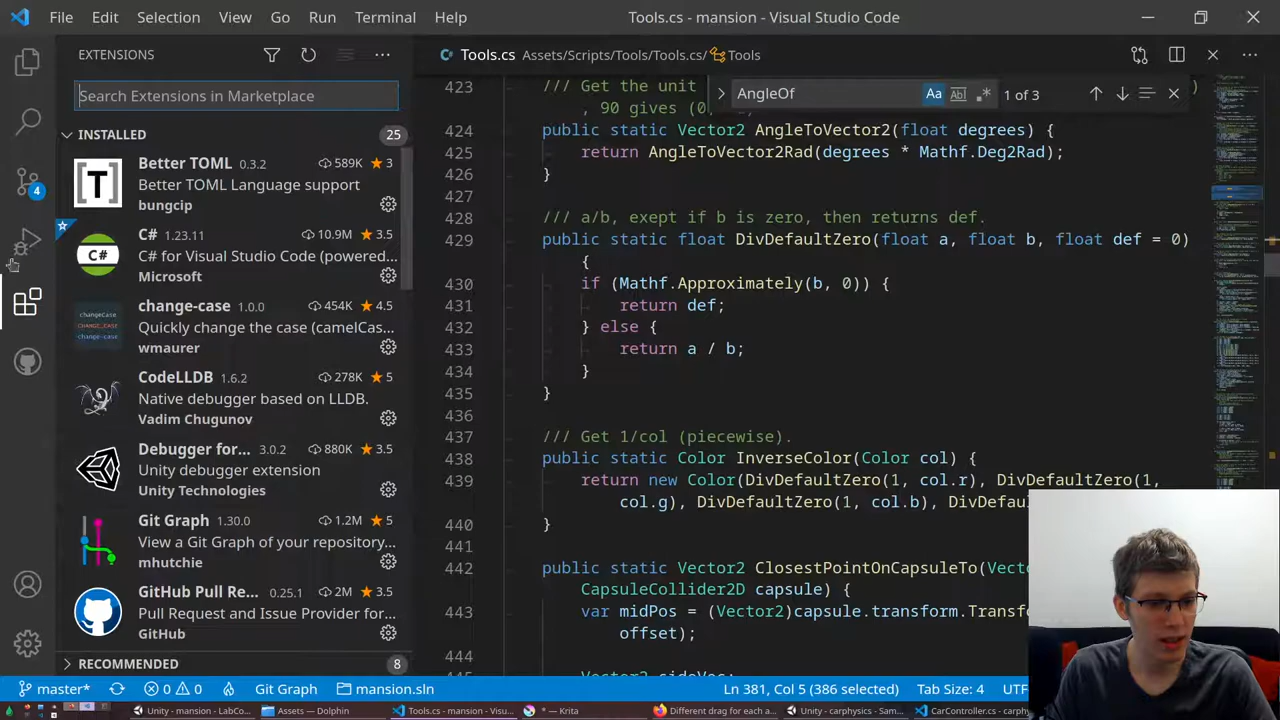 File Edit Selection View Go Run Terminal Help
Tools.cs - mansion - Visual Studio Code
EXTENSIONS
Search Extensions in Marketplace
INSTALLED 25
Better TOML 0.3.2 589K 3
Better TOML Language support
bungcip
C# 1.23.11 10.9M 3.5
C# for Visual Studio Code (powered...
Microsoft
change-case 1.0.0 454K 4.5
Quickly change the case (camelCas...
wmaurer
CodeLLDB 1.6.2 278K 5
Native debugger based on LLDB.
Vadim Chugunov
Debugger for... 3.0.2 880K 3.5
Unity debugger extension
Unity Technologies
Git Graph 1.30.0 1.2M 5
View a Git Graph of your repository...
mhutchie
GitHub Pull Re... 0.25.1 2M 3.5
Pull Request and Issue Provider for...
GitHub
RECOMMENDED 8
4
Tools.cs Assets/Scripts/Tools/Tools.cs/ Tools
AngleOf Aa 1 of 3
423 /// Get the unit
, 90 gives (0,
424 public static Vector2 AngleToVector2(float degrees) {
425 return AngleToVector2Rad(degrees * Mathf.Deg2Rad);
426 }
427
428 /// a/b, exept if b is zero, then returns def.
429 public static float DivDefaultZero(float a, float b, float def = 0)
{
430 if (Mathf.Approximately(b, 0)) {
431 return def;
432 } else {
433 return a / b;
434 }
435 }
436
437 /// Get 1/col (piecewise).
438 public static Color InverseColor(Color col) {
439 return new Color(DivDefaultZero(1, col.r), DivDefaultZero(1,
col.g), DivDefaultZero(1, col.b), DivDefa
440 }
441
442 public static Vector2 ClosestPointOnCapsuleTo(Vecto
CapsuleCollider2D capsule) {
443 var midPos = (Vector2)capsule.transform.Transfo
offset);
444
Vector2 sideVec
master* 0 0 Git Graph mansion.sln Ln 381, Col 5 (386 selected) Tab Size: 4 UTF
Unity - mansion - LabCo... Assets — Dolphin Tools.cs - mansion - Visu... * — Krita Different drag for each a... Unity - carphysics - Sam... CarController.cs - carphy